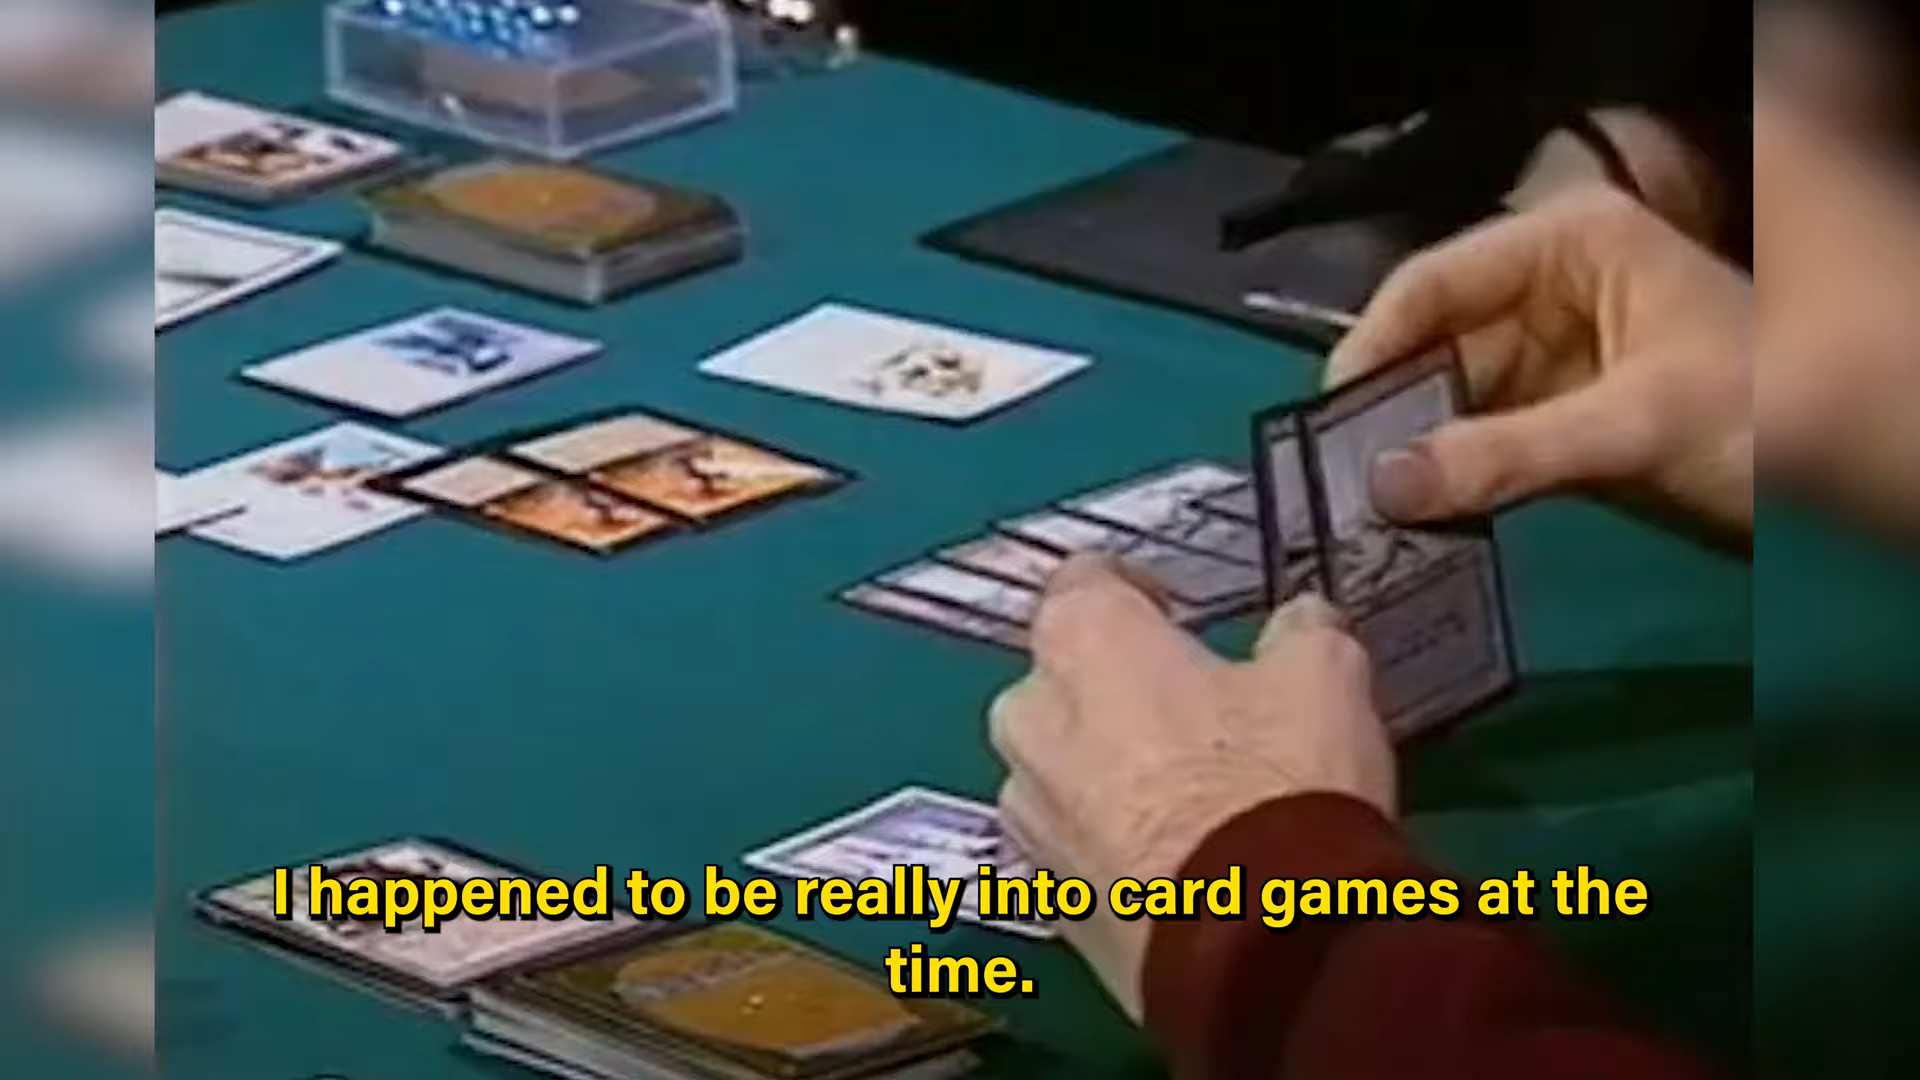 I happened to be really into card games at the
time.